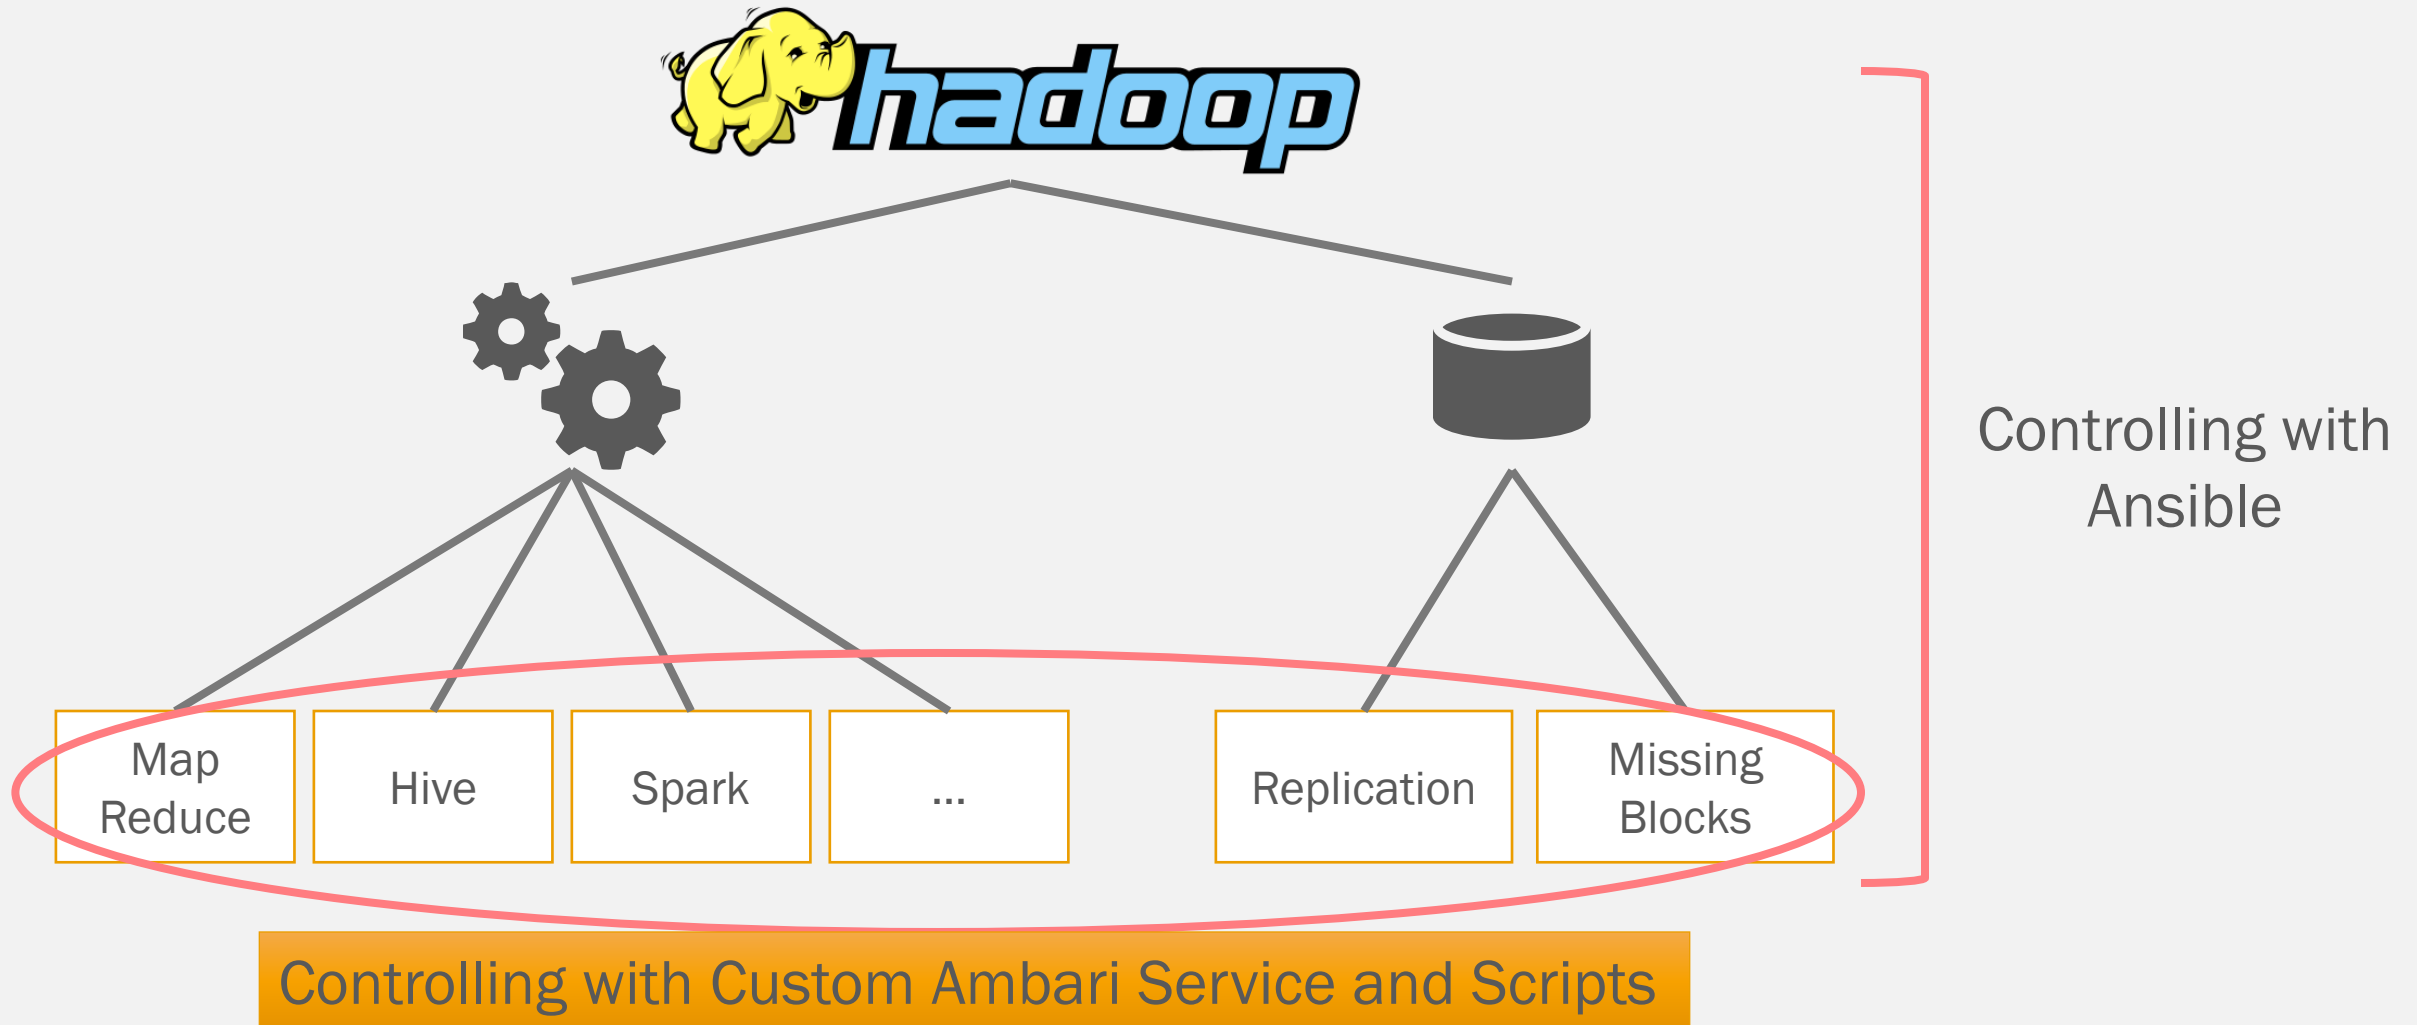 hadoop
Controlling with
Ansible
Map
Reduce
Hive
Spark
...
Replication
Missing
Blocks
Controlling with Custom Ambari Service and Scripts